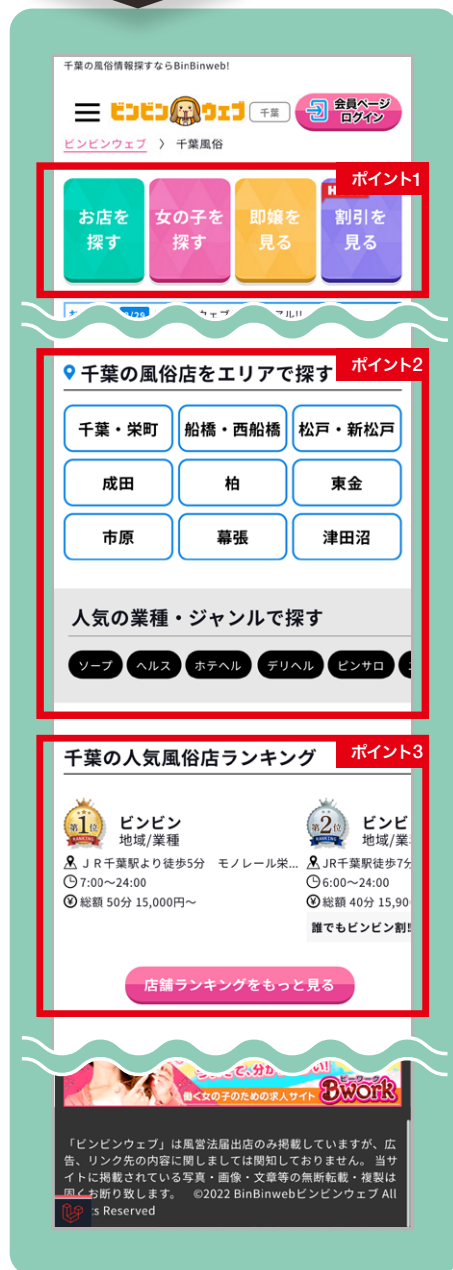 千葉の風俗情報探すならBinBinweb!
ビンビンウェブ
千葉
会員ページ
ログイン
ビンビンウェブ 〉 千葉風俗
ポイント1
お店を
探す
女の子を
探す
即嬢を
見る
割引を
見る
ポイント2
千葉の風俗店をエリアで探す
千葉・栄町
船橋・西船橋
松戸・新松戸
成田
柏
東金
市原
幕張
津田沼
人気の業種・ジャンルで探す
ソープ
ヘルス
ホテヘル
デリヘル
ピンサロ
ポイント3
千葉の人気風俗店ランキング
第1位
RANKING
ビンビン
地域/業種
JR千葉駅より徒歩5分 モノレール栄...
7:00〜24:00
総額 50分 15,000円〜
第2位
RANKING
ビンビ
地域/業
JR千葉駅徒歩7分
6:00〜24:00
総額 40分 15,90
誰でもビンビン割!!
店舗ランキングをもっと見る
働く女の子のための求人サイト
ビーワーク
Bwork
「ビンビンウェブ」は風営法届出店のみ掲載していますが、広
告、リンク先の内容に関しましては関知しておりません。 当サ
イトに掲載されている写真・画像・文章等の無断転載・複製は
固くお断り致します。 ©2022 BinBinwebビンビンウェブ All
s Reserved